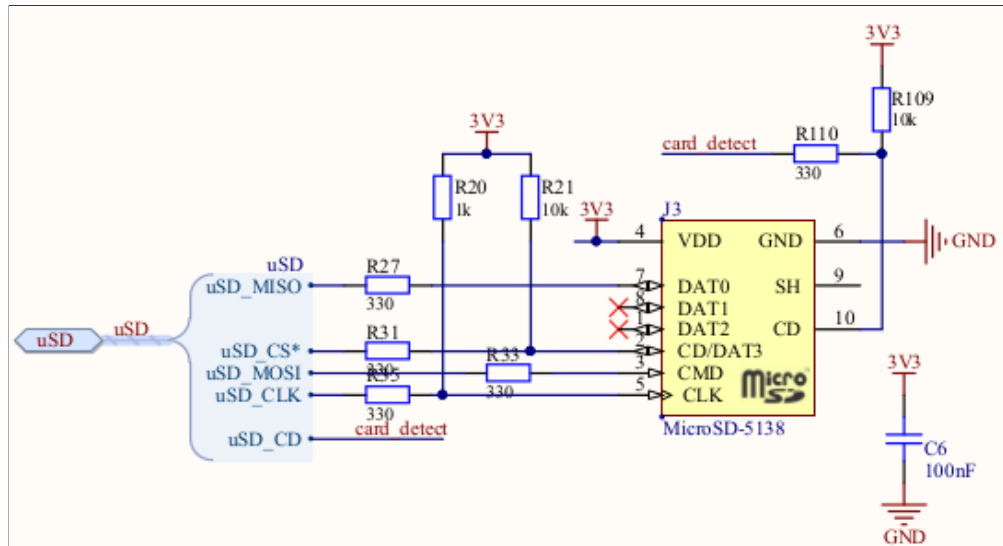 3V3
R109
10k
card_detect
R110
330
3V3
R20
1k
R21
10k
3V3
J3
4
VDD
GND
6
GND
uSD
uSD_MISO
R27
330
7
DAT0
SH
9
8
DAT1
1
DAT2
CD
10
uSD
uSD
uSD_CS*
R31
330
2
CD/DAT3
uSD_MOSI
R33
330
3
CMD
Micro
SD
uSD_CLK
R35
330
5
CLK
uSD_CD
card_detect
MicroSD-5138
3V3
C6
100nF
GND